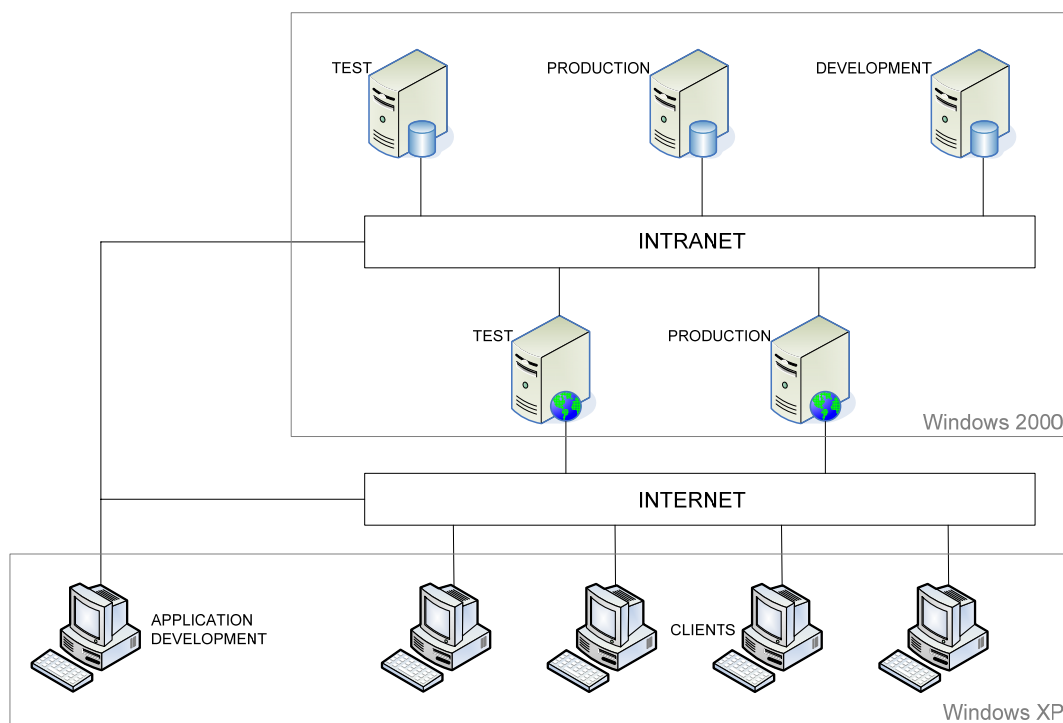 TEST
PRODUCTION
DEVELOPMENT
INTRANET
TEST
PRODUCTION
Windows 2000
INTERNET
APPLICATION
DEVELOPMENT
CLIENTS
Windows XP